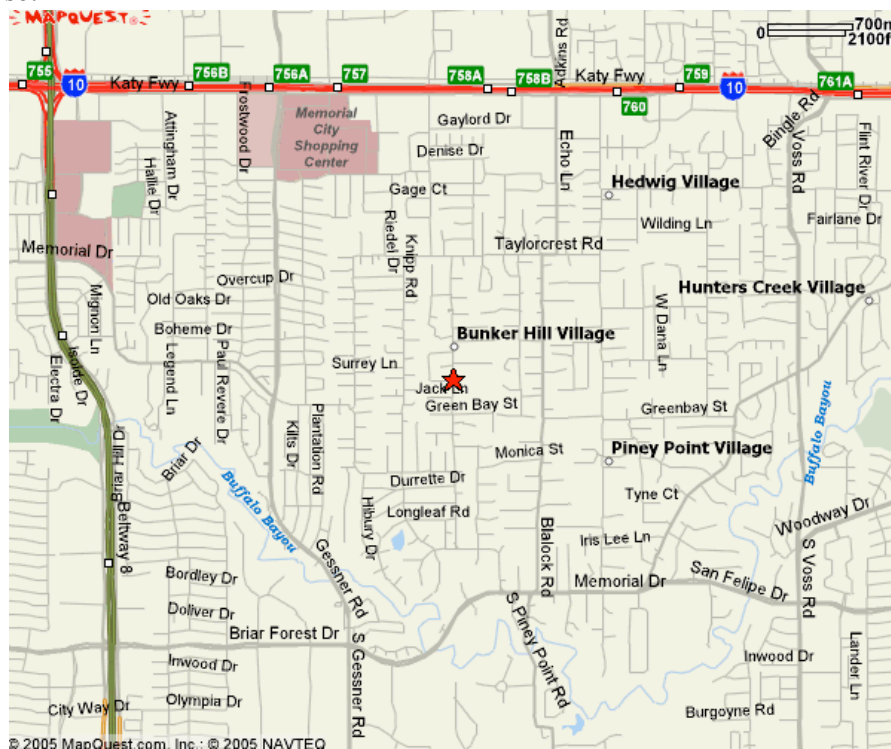 MAPQUEST
700m
0
2100f
755
10
Katy Fwy
756B
756A
757
758A
758B
Adkins Rd
Katy Fwy
759
760
10
761A
Bingle Rd
Attingham Dr
Hallie Dr
Frostwood Dr
Memorial
City
Shopping
Center
Gaylord Dr
Denise Dr
Echo Ln
Voss Rd
Flint River Dr
Gage Ct
Hedwig Village
Riedel Dr
Knipp Rd
Wilding Ln
Fairlane Dr
Memorial Dr
Taylorcrest Rd
Overcup Dr
Mignon Ln
Old Oaks Dr
Hunters Creek Village
W Dana Ln
Boheme Dr
Bunker Hill Village
Isolde Dr
Electra Dr
Legend Ln
Paul Revere Dr
Surrey Ln
Jack Ln
Green Bay St
Greenbay St
Kilts Dr
Plantation Rd
Briar Hill Dr
Briar Dr
Monica St
Piney Point Village
Buffalo Bayou
Buffalo Bayou
Durrette Dr
Tyne Ct
Beltway 8
Hilbury Dr
Longleaf Rd
Woodway Dr
Blalock Rd
Iris Lee Ln
S Voss Rd
Gessner Rd
Bordley Dr
Memorial Dr
San Felipe Dr
Doliver Dr
S Piney Point Rd
Briar Forest Dr
S Gessner Rd
Inwood Dr
Inwood Dr
Lander Ln
City Way Dr
Olympia Dr
Burgoyne Rd
© 2005 MapQuest.com, Inc.; © 2005 NAVTEQ